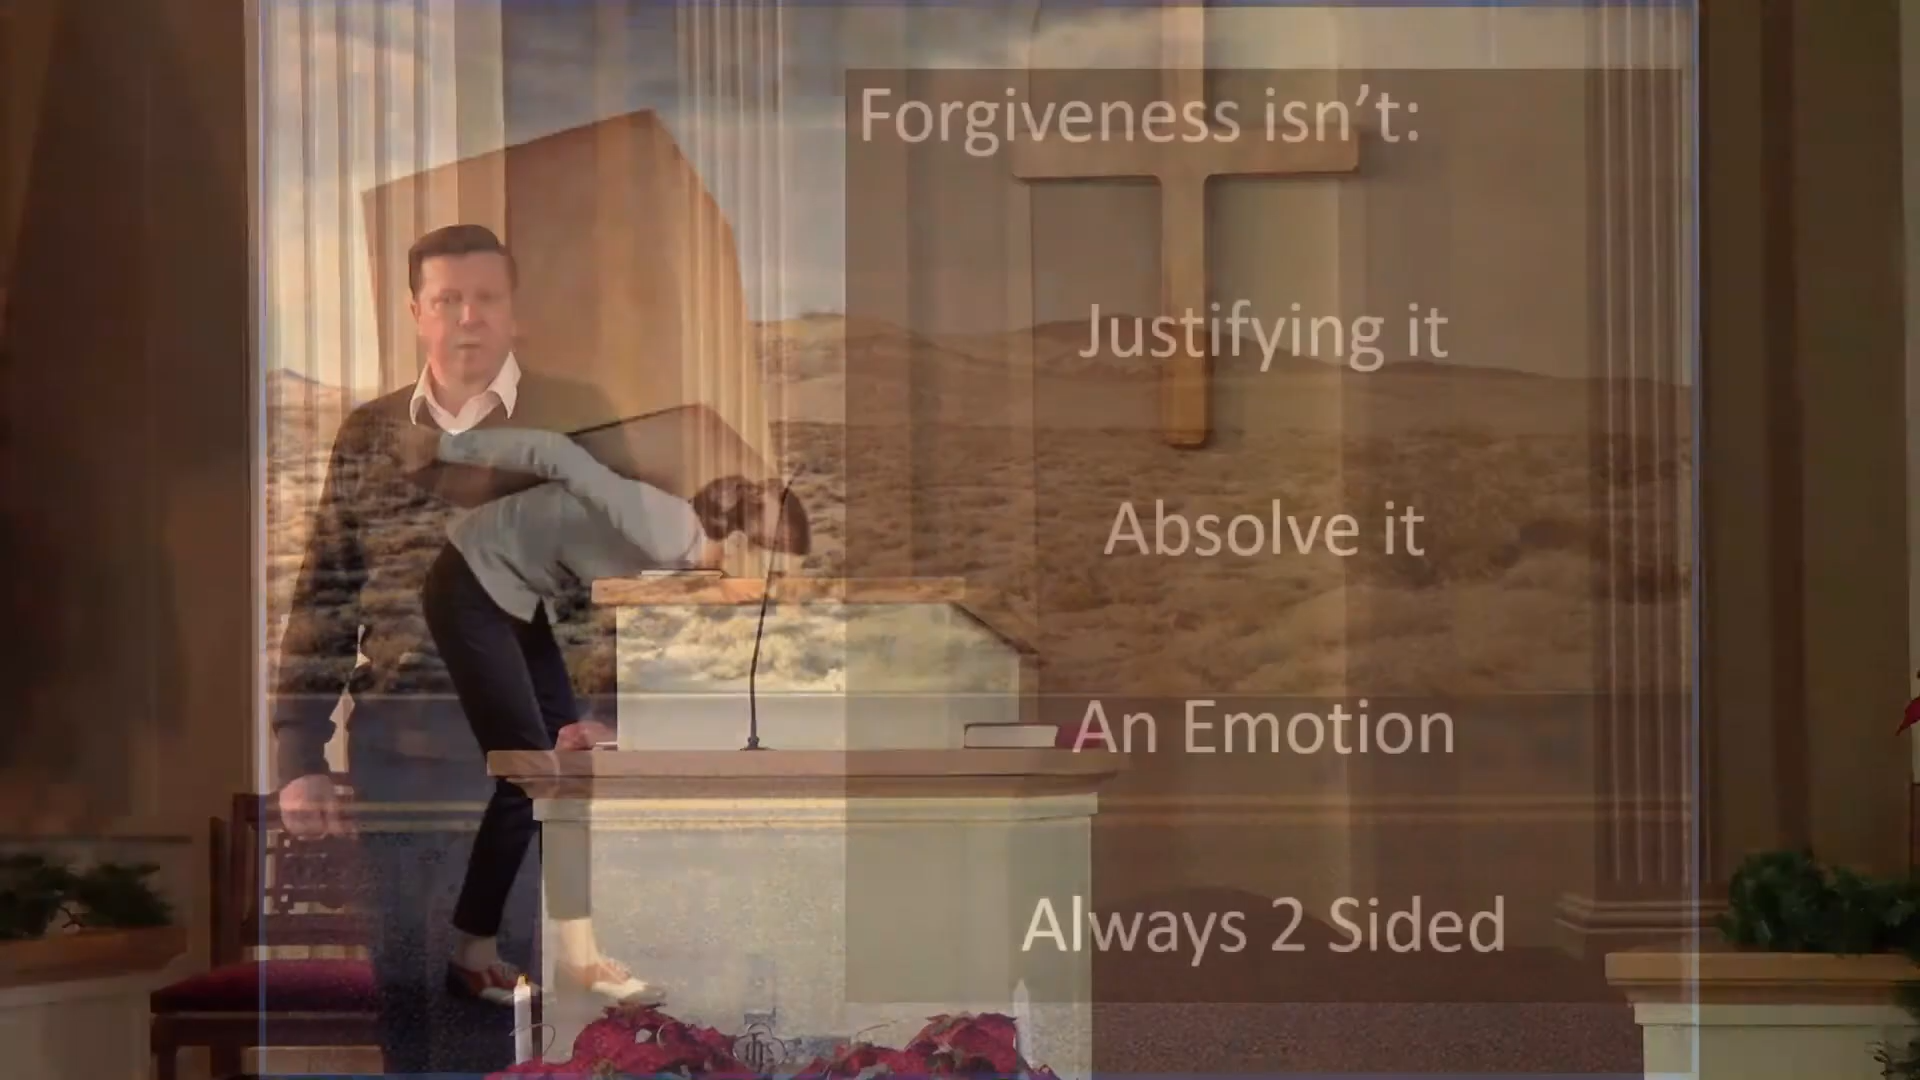 Forgiveness isn’t:
Justifying it
Absolve it
An Emotion
Always 2 Sided